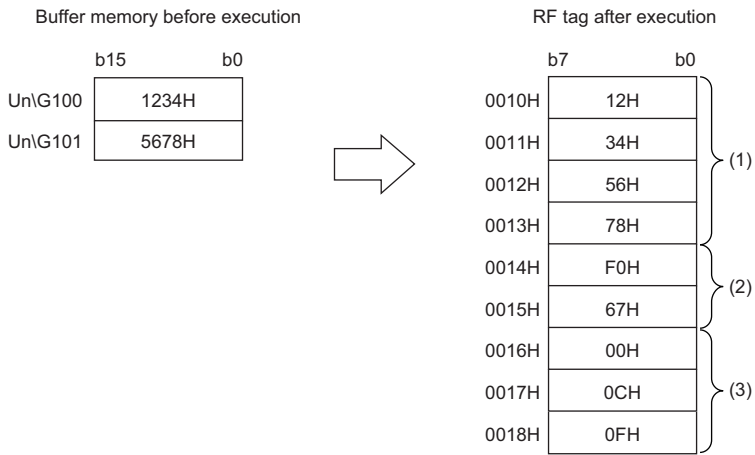 Buffer memory before execution
RF tag after execution
b15 b0
b7 b0
Un\G100 1234H
Un\G101 5678H
0010H 12H
0011H 34H
(1)
0012H 56H
0013H 78H
0014H F0H
(2)
0015H 67H
0016H 00H
0017H 0CH (3)
0018H 0FH